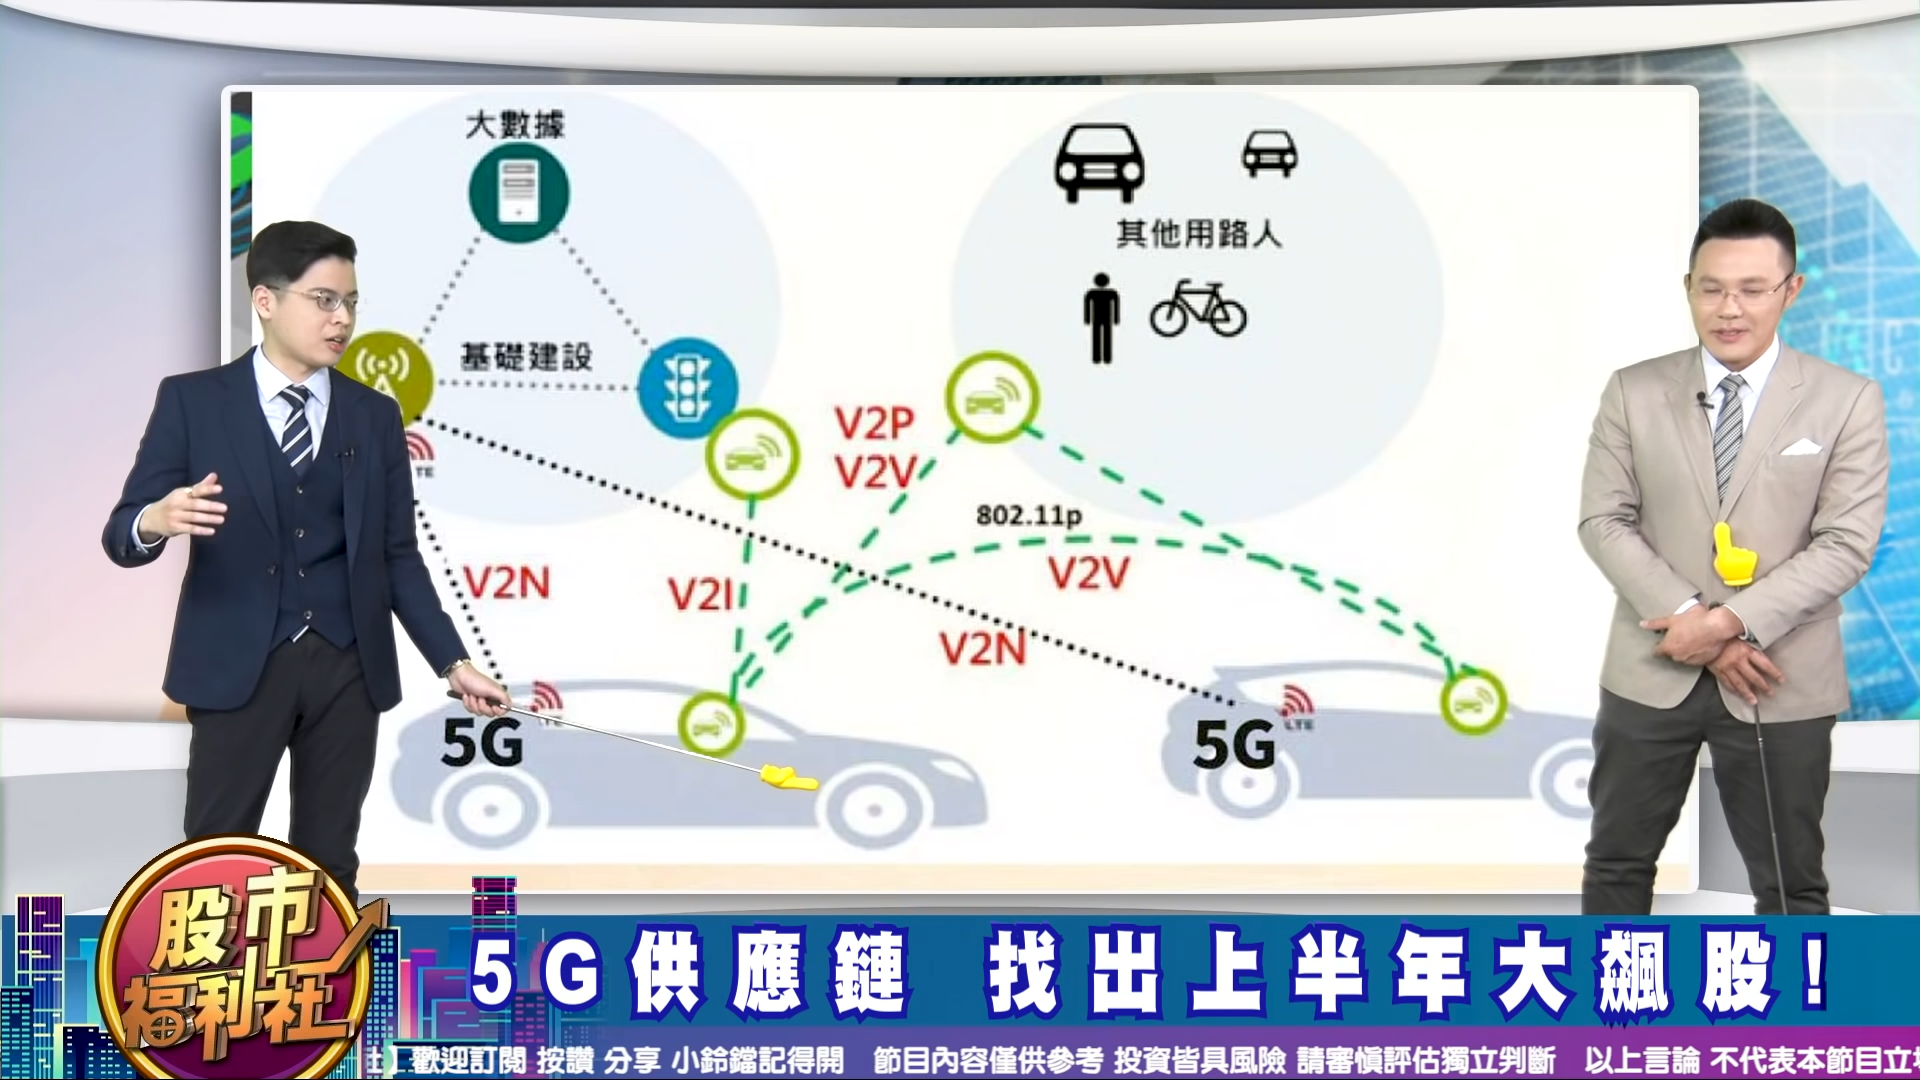 大數據
基礎建設
其他用路人
V2P
V2V
802.11p
V2V
V2N
V2I
V2N
5G
LTE
5G
股市
福利社
5G供應鏈 找出上半年大飆股!
】歡迎訂閱 按讚 分享 小鈴鐺記得開 節目內容僅供參考 投資皆具風險 請審慎評估獨立判斷 以上言論 不代表本節目立